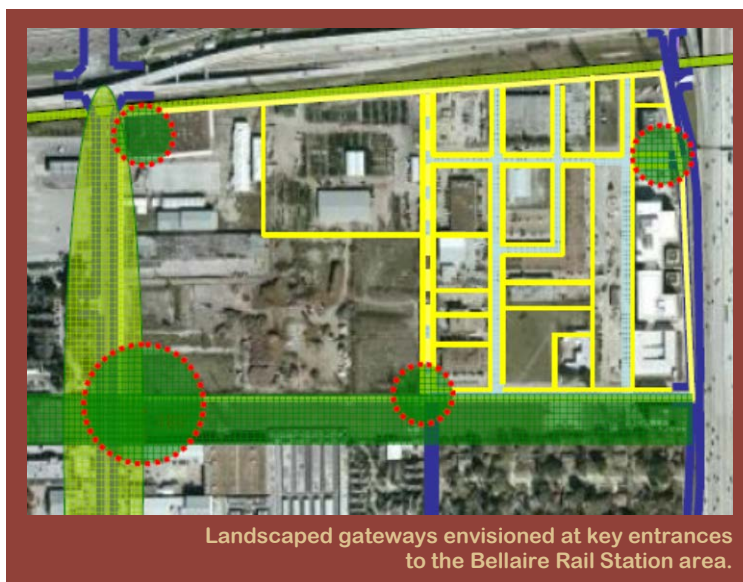 Landscaped gateways envisioned at key entrances
to the Bellaire Rail Station area.